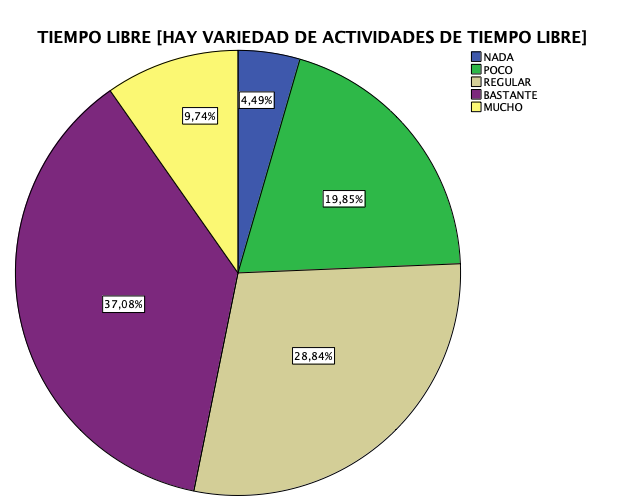 TIEMPO LIBRE [HAY VARIEDAD DE ACTIVIDADES DE TIEMPO LIBRE]
NADA
POCO
REGULAR
BASTANTE
MUCHO
4,49%
9,74%
19,85%
37,08%
28,84%